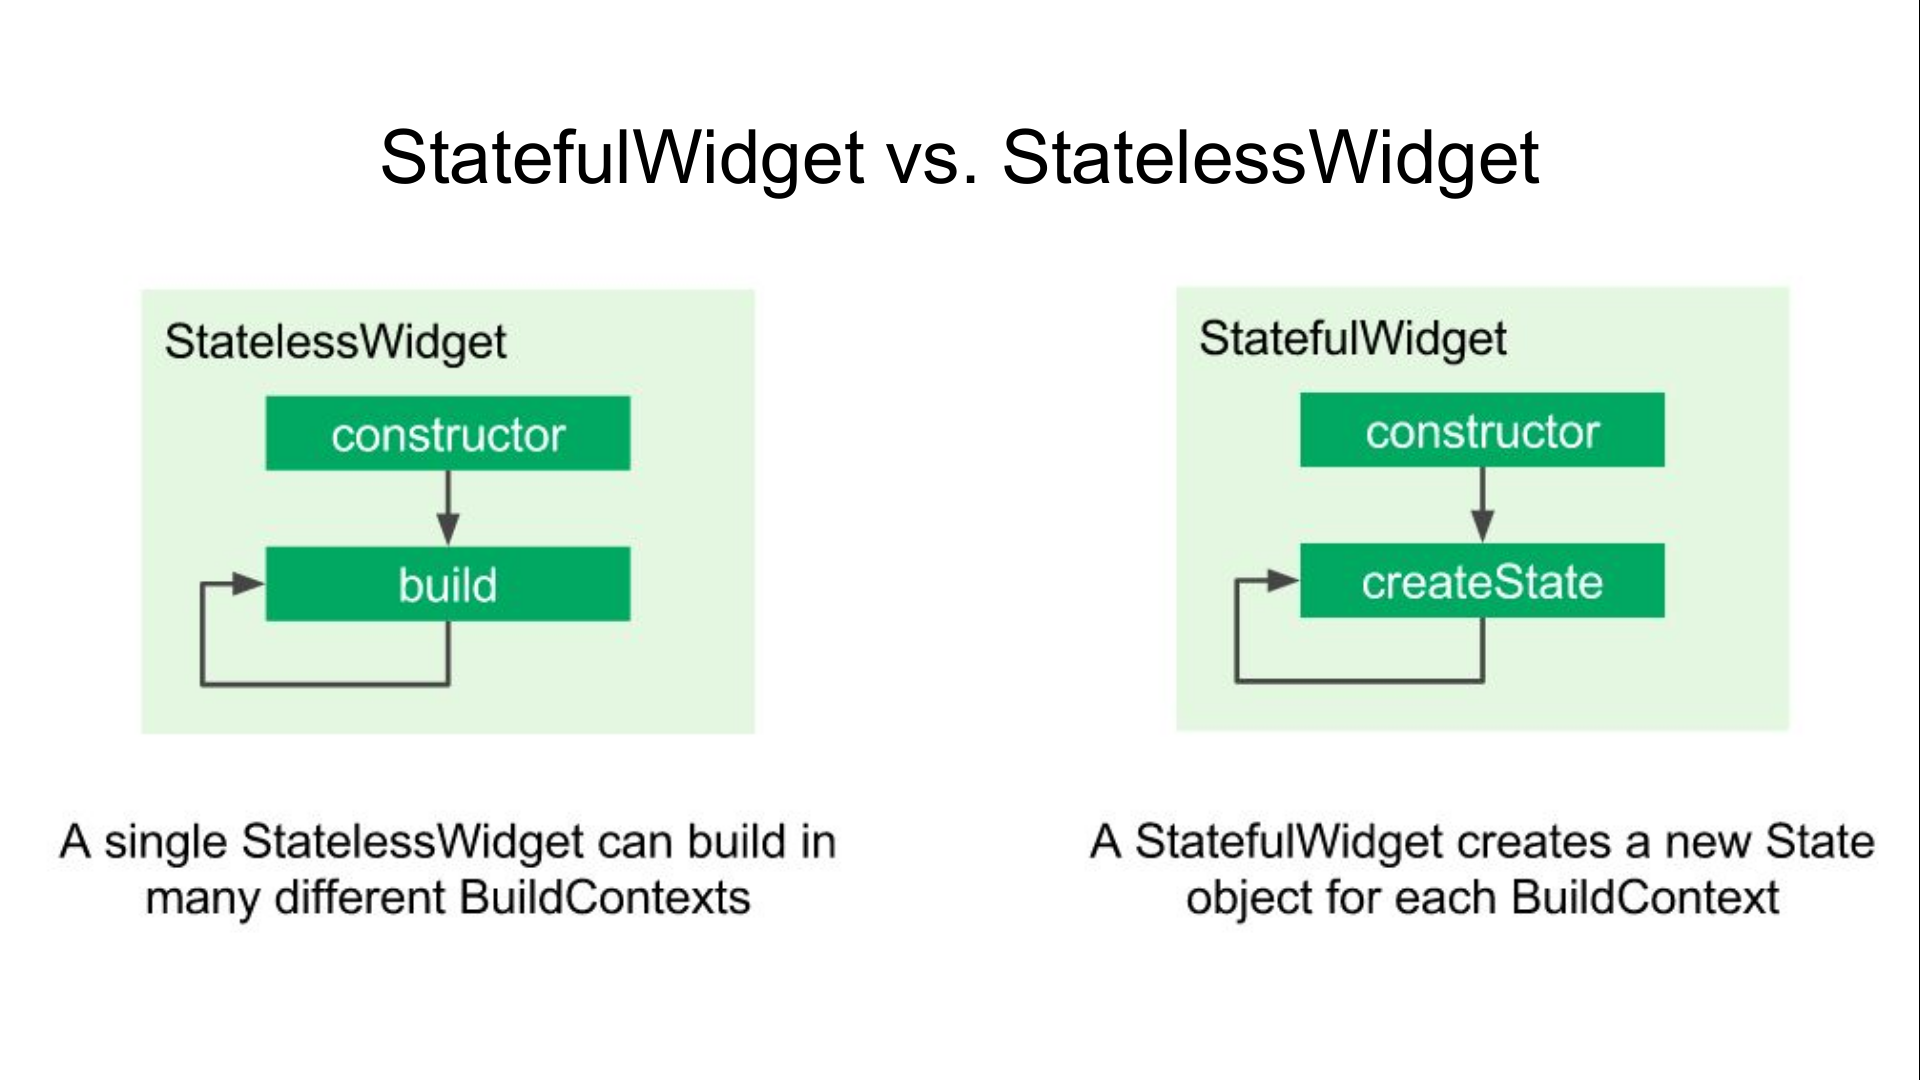 StatefulWidget vs. StatelessWidget
StatelessWidget
constructor
build
A single StatelessWidget can build in
many different BuildContexts
StatefulWidget
constructor
createState
A StatefulWidget creates a new State
object for each BuildContext